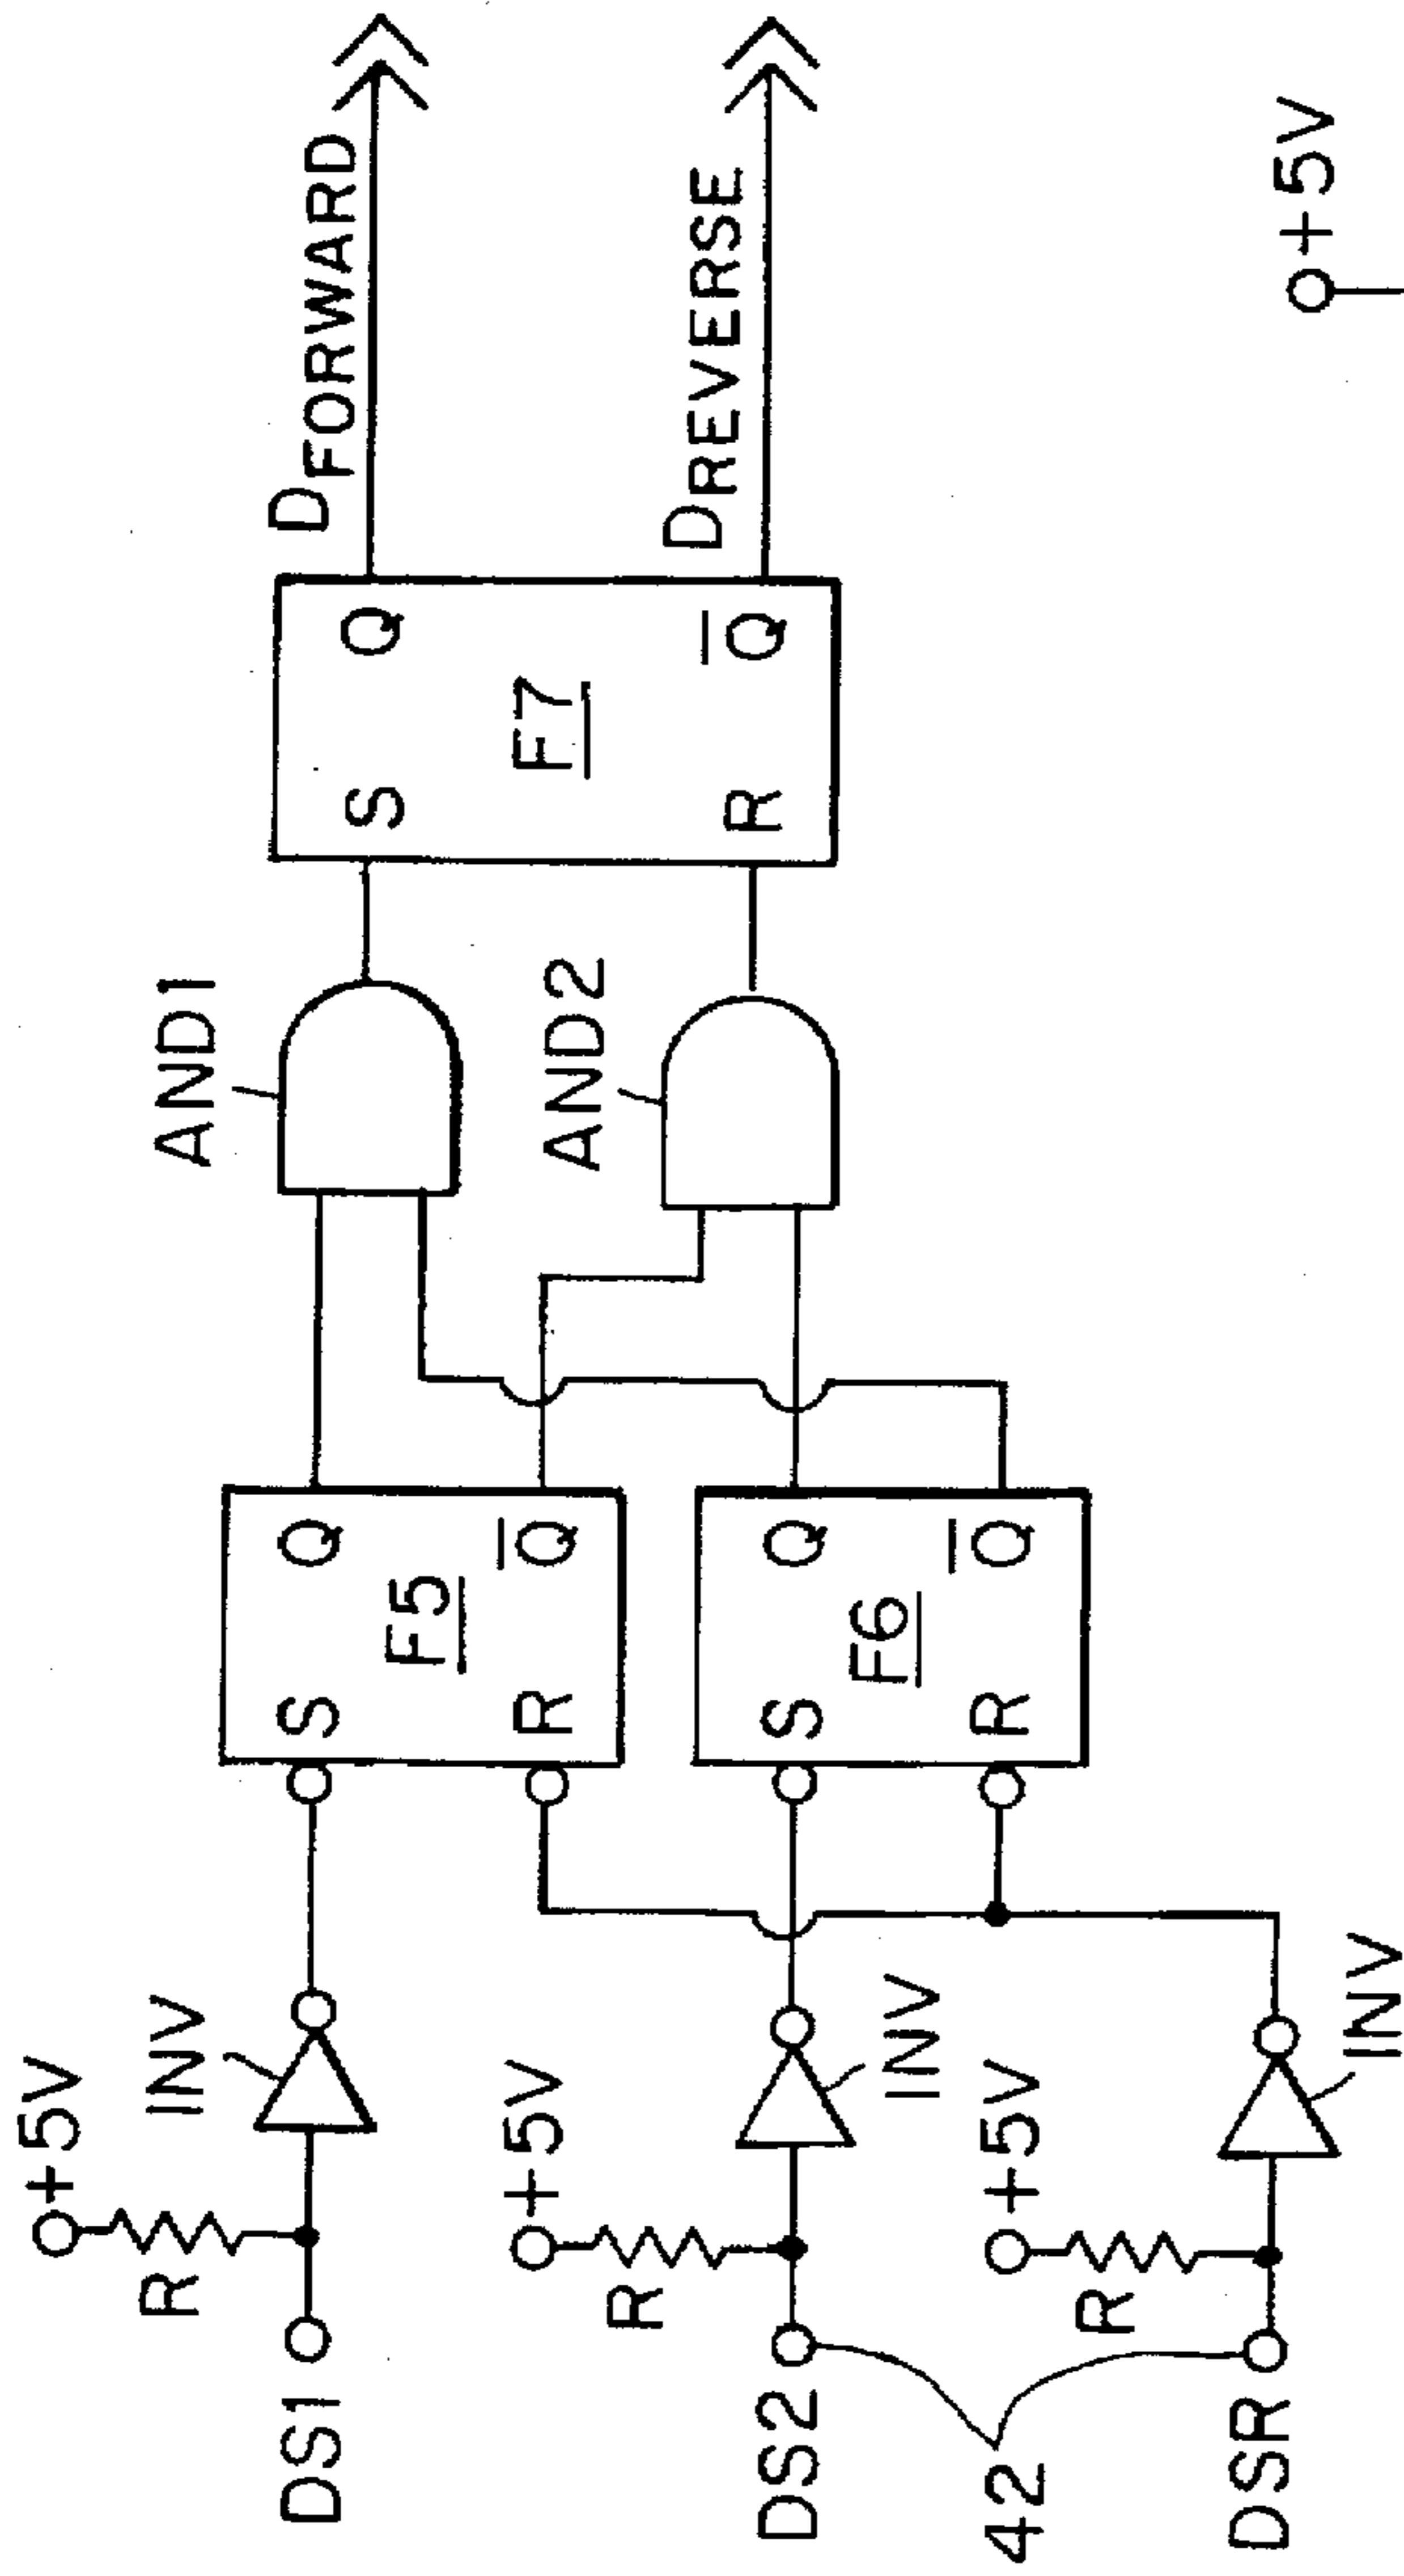 +5V
R
INV
DS1
S
Q
F5
R
Q̅
AND1
S
Q
F7
R
Q̅
DFORWARD
DREVERSE
+5V
R
INV
DS2
S
Q
F6
R
Q̅
AND2
42
+5V
R
INV
DSR
+5V